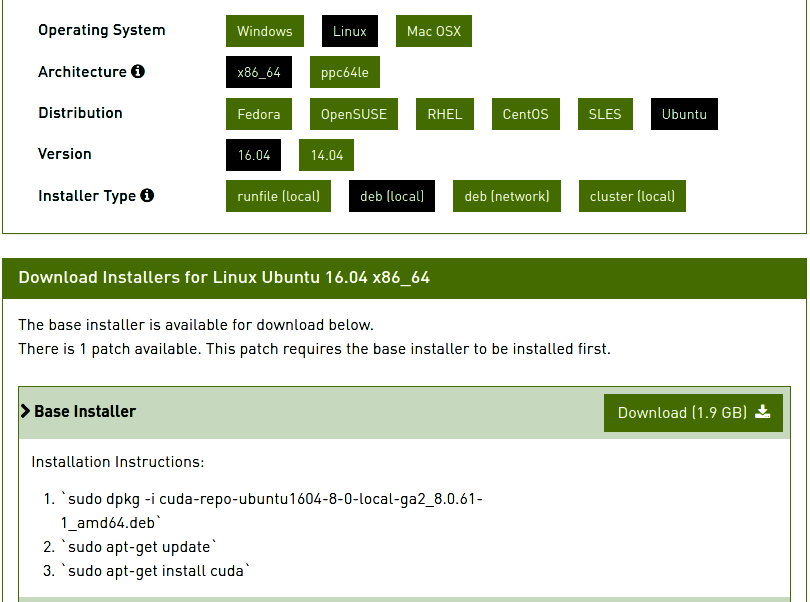 Operating System Windows Linux Mac OSX
Architecture x86_64 ppc64le
Distribution Fedora OpenSUSE RHEL CentOS SLES Ubuntu
Version 16.04 14.04
Installer Type runfile (local) deb (local) deb (network) cluster (local)
Download Installers for Linux Ubuntu 16.04 x86_64
The base installer is available for download below.
There is 1 patch available. This patch requires the base installer to be installed first.
Base Installer Download (1.9 GB)
Installation Instructions:
1. `sudo dpkg -i cuda-repo-ubuntu1604-8-0-local-ga2_8.0.61-
1_amd64.deb`
2. `sudo apt-get update`
3. `sudo apt-get install cuda`